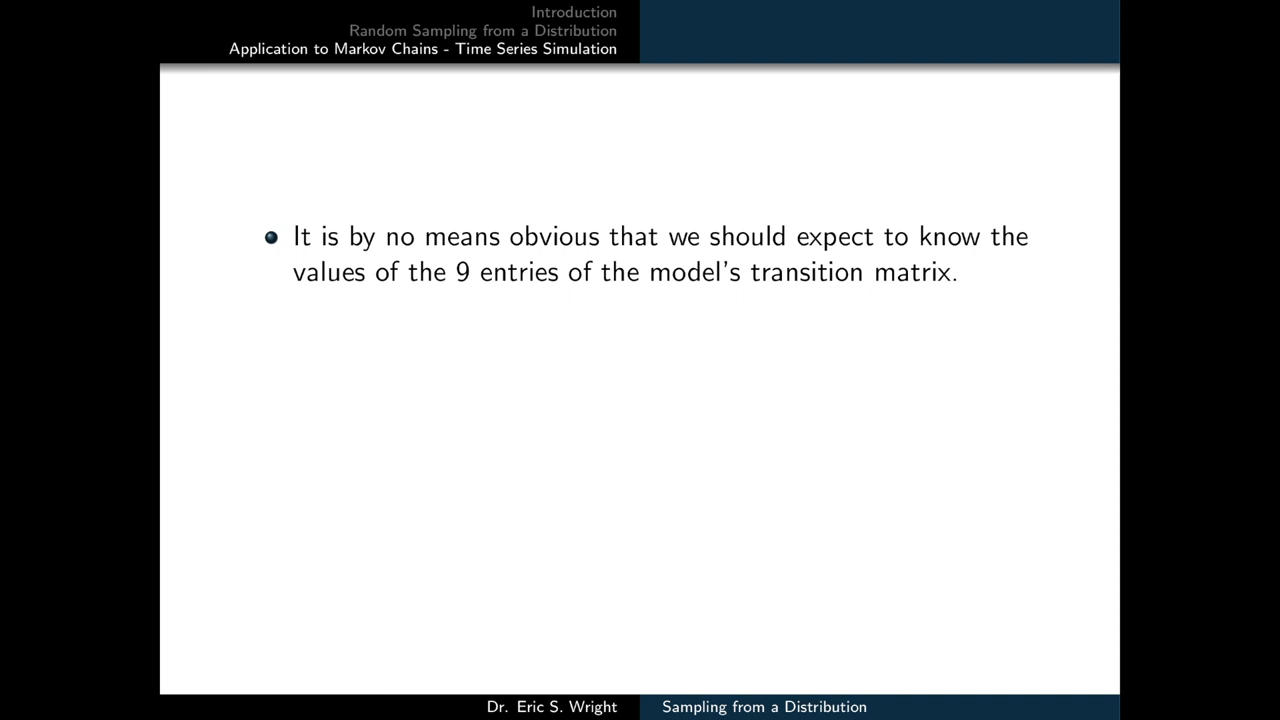 Introduction
Random Sampling from a Distribution
Application to Markov Chains - Time Series Simulation
It is by no means obvious that we should expect to know the
values of the 9 entries of the model's transition matrix.
Dr. Eric S. Wright
Sampling from a Distribution